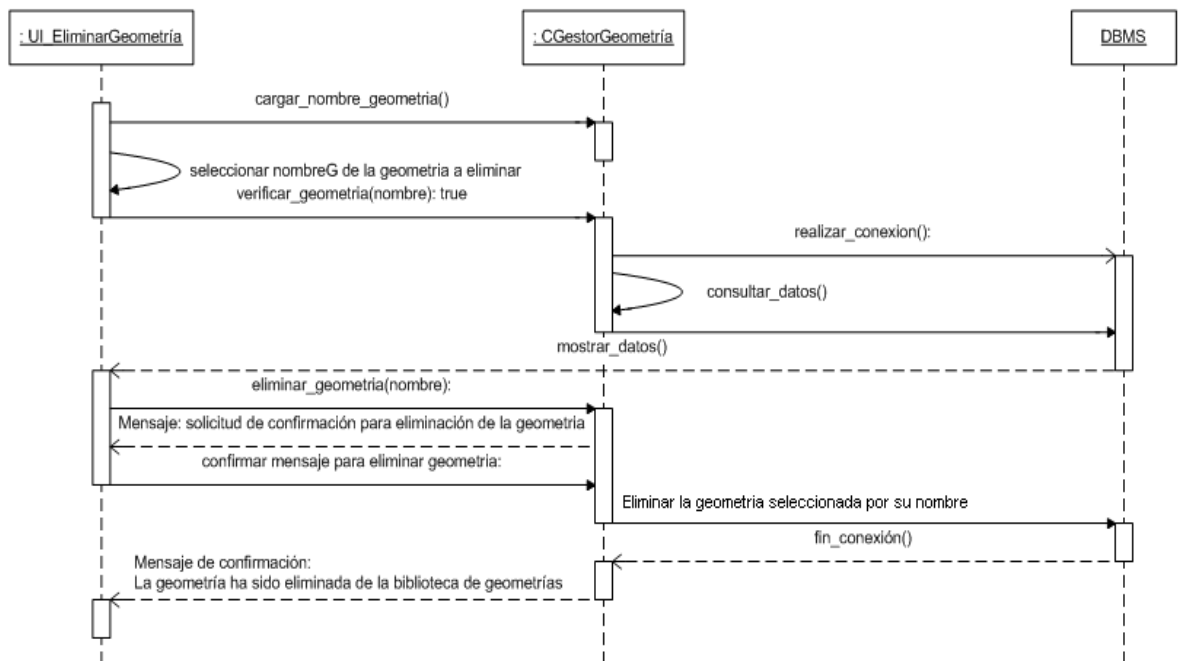 : UI_EliminarGeometría
: CGestorGeometría
DBMS
cargar_nombre_geometria()
seleccionar nombreG de la geometria a eliminar
verificar_geometria(nombre): true
realizar_conexion():
consultar_datos()
mostrar_datos()
eliminar_geometria(nombre):
Mensaje: solicitud de confirmación para eliminación de la geometria
confirmar mensaje para eliminar geometria:
Eliminar la geometria seleccionada por su nombre
fin_conexión()
Mensaje de confirmación:
La geometría ha sido eliminada de la biblioteca de geometrías